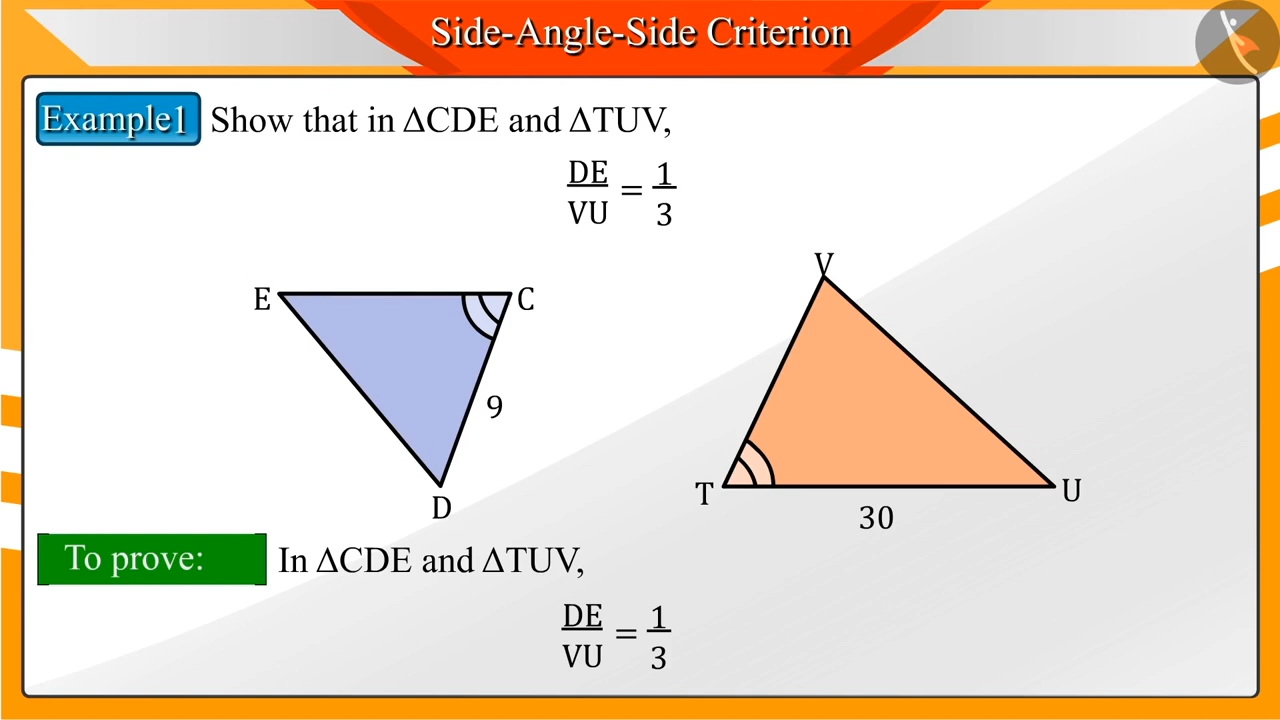 Side-Angle-Side Criterion
Example1 Show that in ΔCDE and ΔTUV,
DE/VU = 1/3
V
E C
9
D
T U
30
To prove: In ΔCDE and ΔTUV,
DE/VU = 1/3